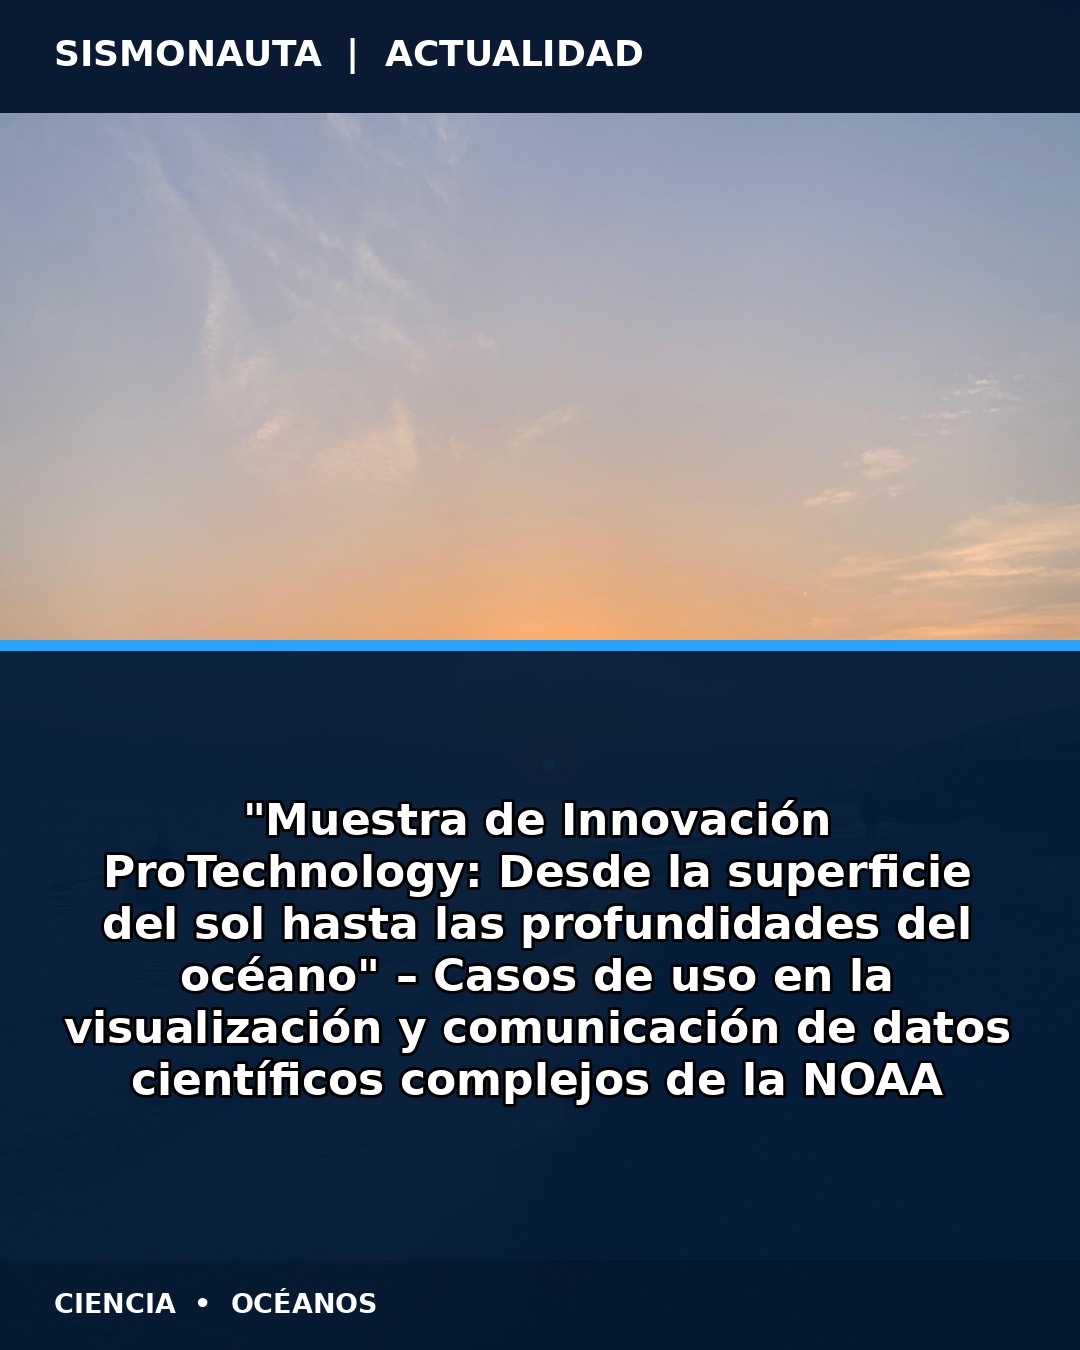 SISMONAUTA | ACTUALIDAD
"Muestra de Innovación
ProTechnology: Desde la superficie
del sol hasta las profundidades del
océano" – Casos de uso en la
visualización y comunicación de datos
científicos complejos de la NOAA
CIENCIA • OCÉANOS